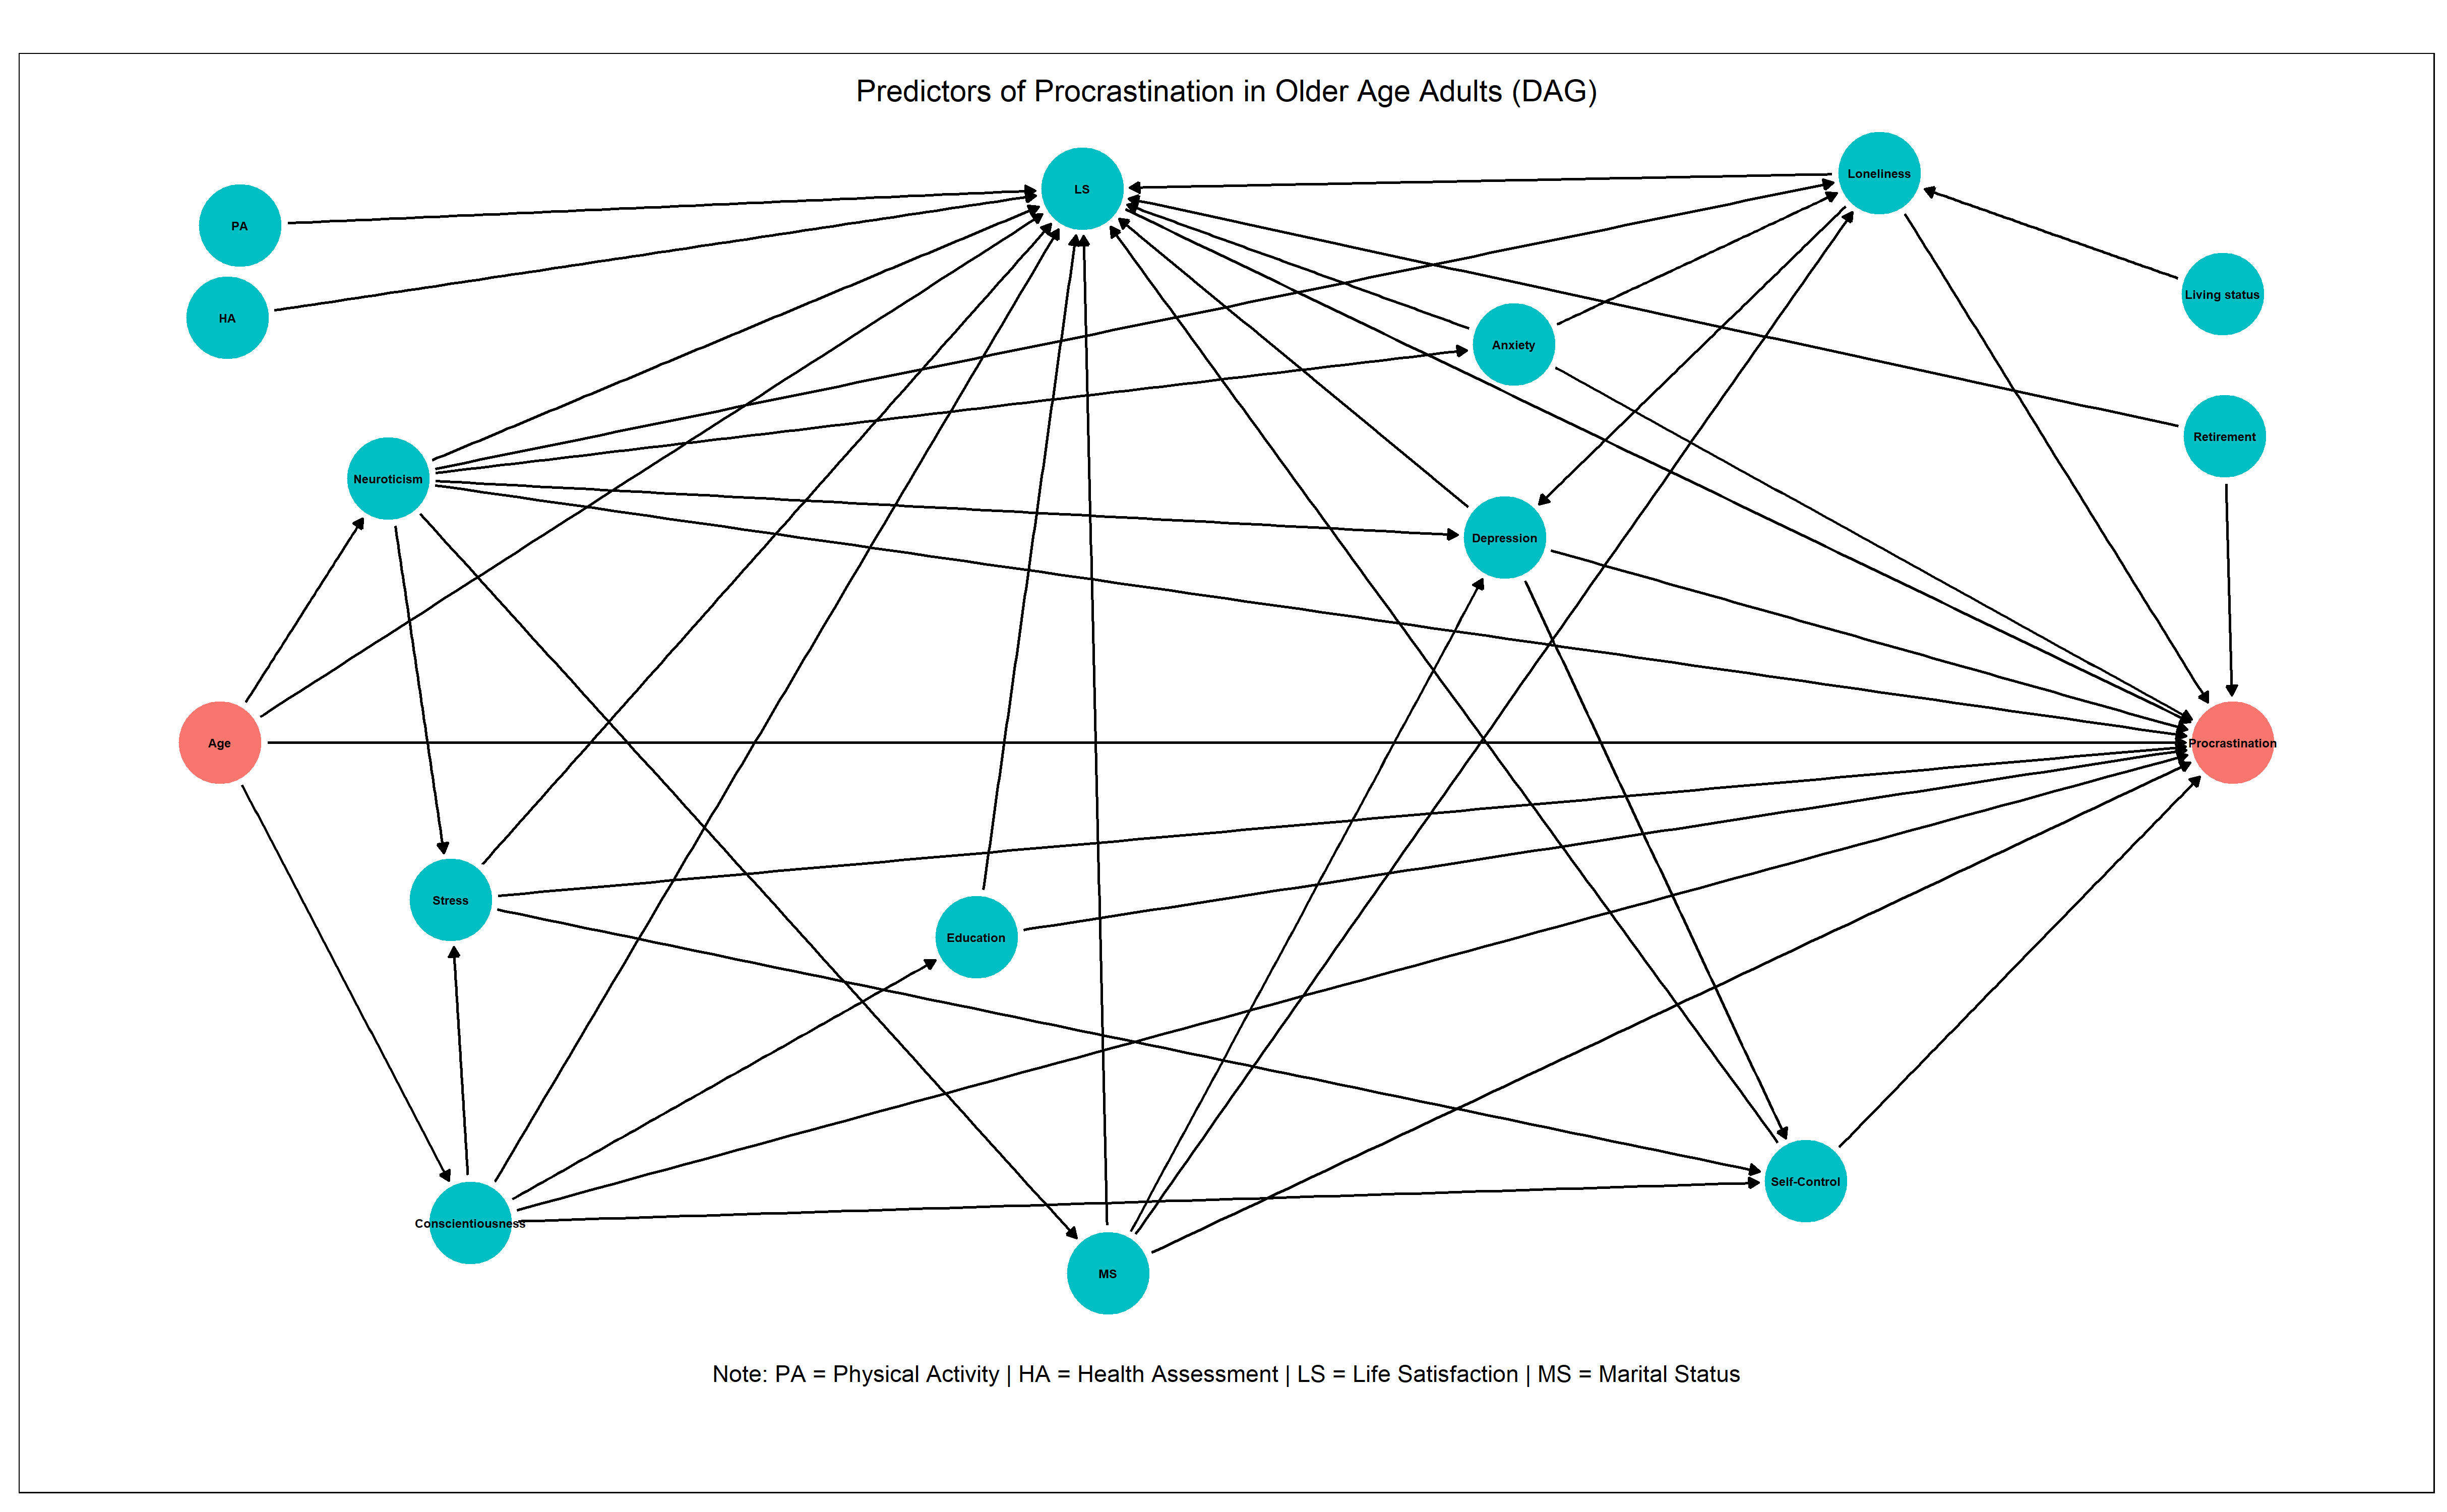 Predictors of Procrastination in Older Age Adults (DAG)
Loneliness
LS
PA
Living status
HA
Anxiety
Retirement
Neuroticism
Depression
Age
Procrastination
Stress
Education
Self-Control
Conscientiousness
MS
Note: PA = Physical Activity | HA = Health Assessment | LS = Life Satisfaction | MS = Marital Status